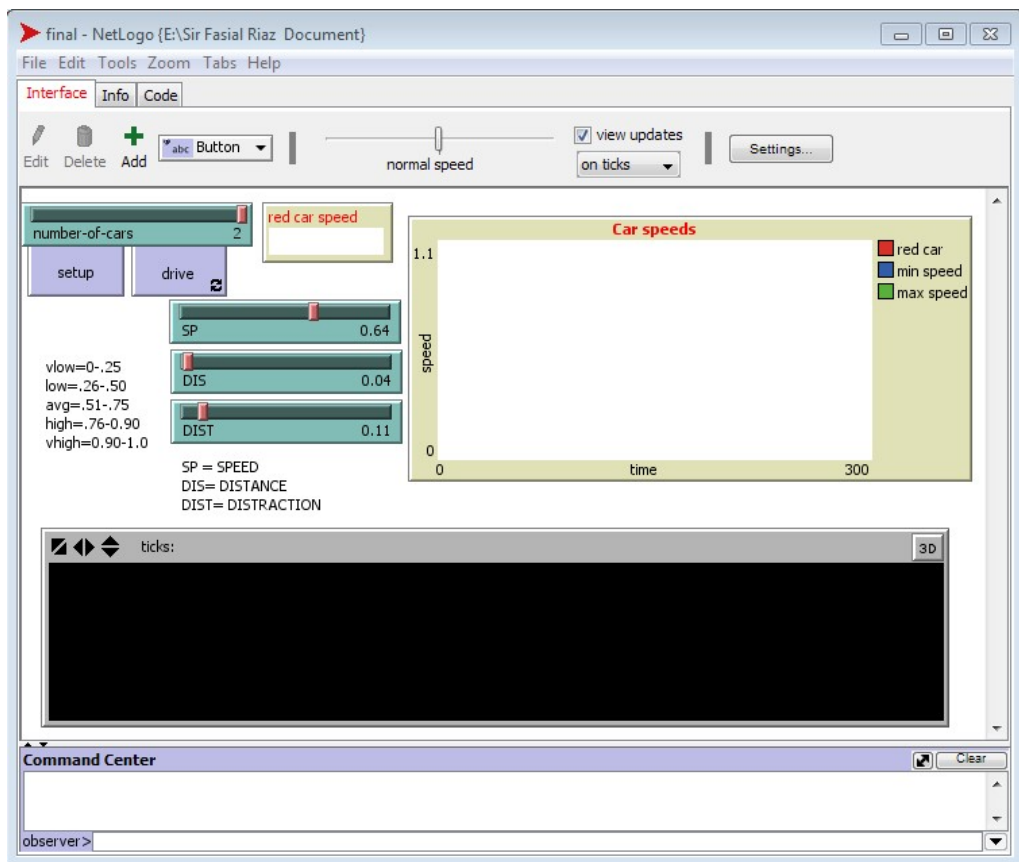 final - NetLogo {E:\Sir Fasial Riaz Document}
File Edit Tools Zoom Tabs Help
Interface Info Code
Edit Delete Add abc Button normal speed view updates on ticks Settings...
number-of-cars 2
red car speed
setup drive
SP 0.64
DIS 0.04
DIST 0.11
vlow=0-.25
low=.26-.50
avg=.51-.75
high=.76-0.90
vhigh=0.90-1.0
SP = SPEED
DIS= DISTANCE
DIST= DISTRACTION
Car speeds
1.1
speed
0
0 time 300
red car
min speed
max speed
ticks: 3D
Command Center Clear
observer>